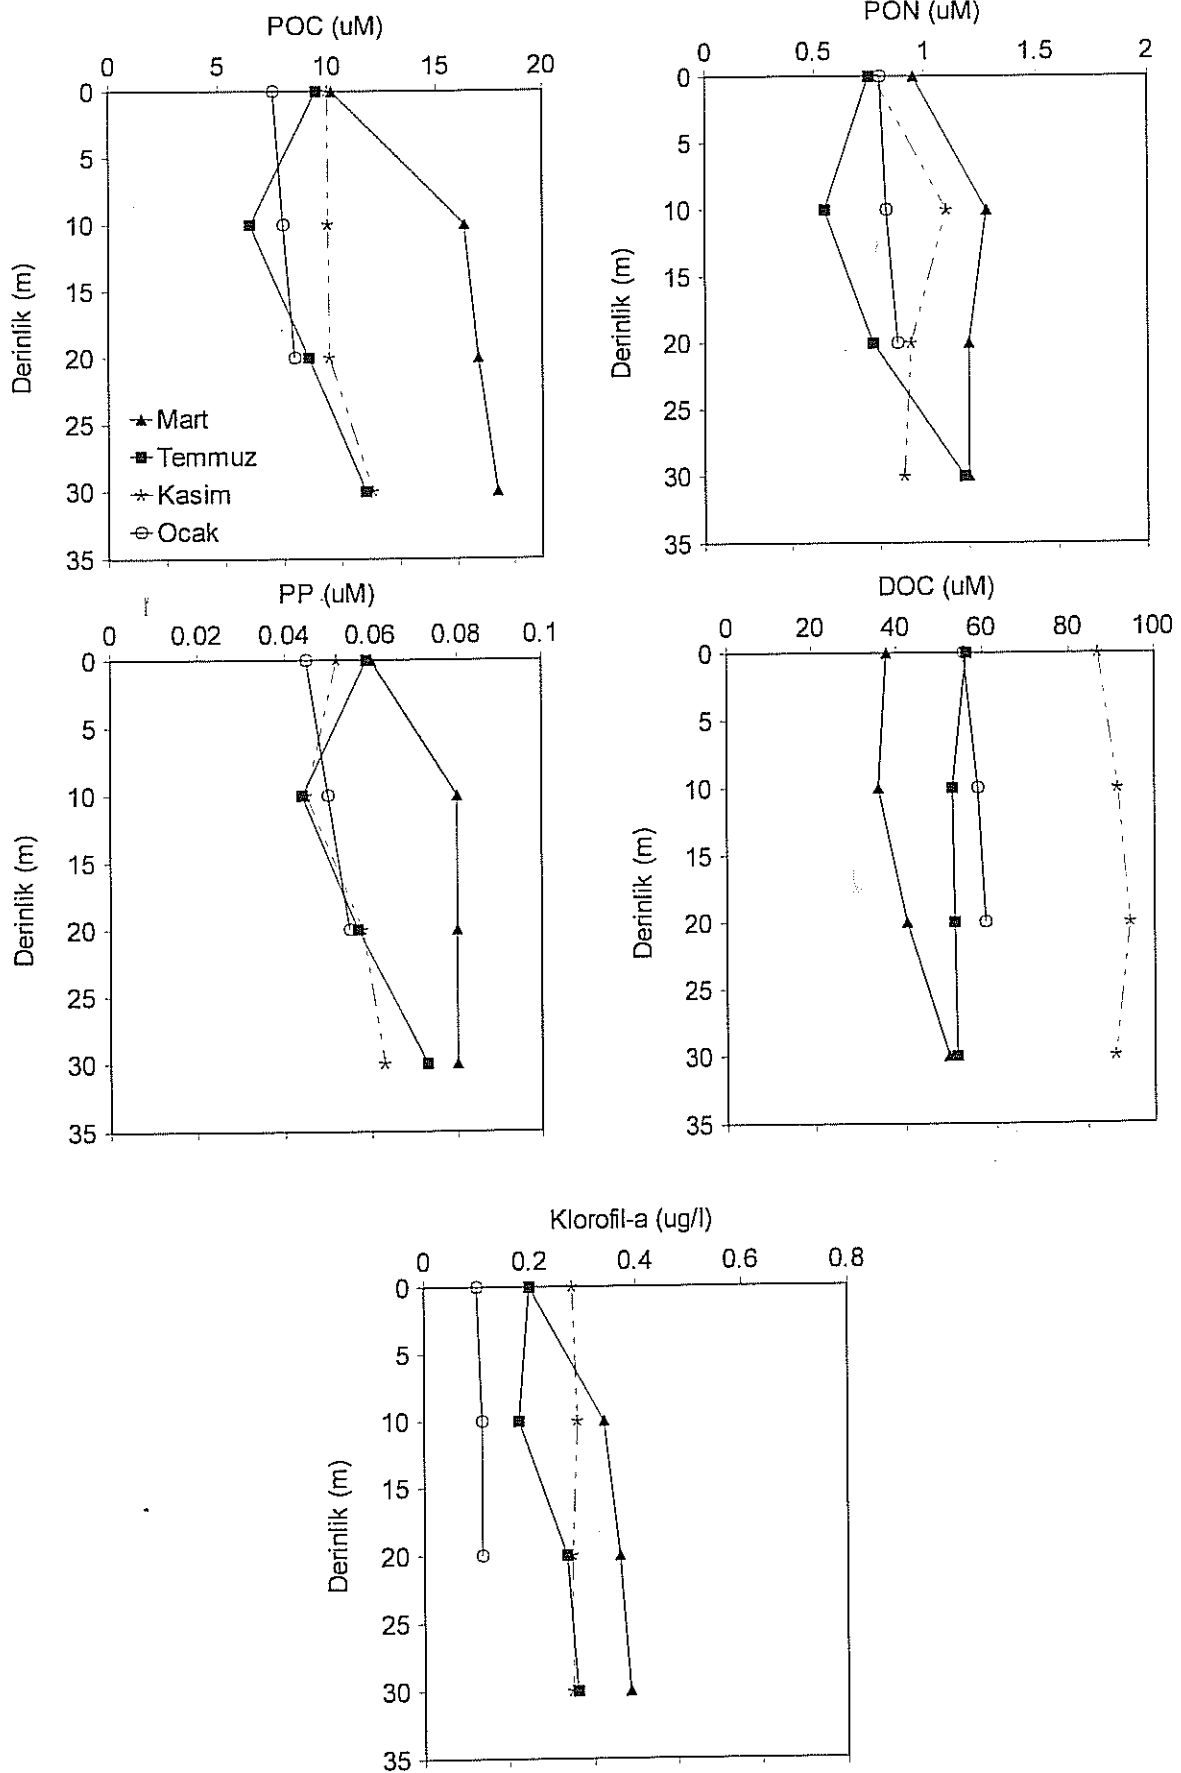 POC (uM)
0 5 10 15 20
0
5
10
15
20
25
30
35
Derinlik (m)
Mart
Temmuz
Kasim
Ocak
PON (uM)
0 0.5 1 1.5 2
0
5
10
15
20
25
30
35
Derinlik (m)
PP (uM)
0 0.02 0.04 0.06 0.08 0.1
0
5
10
15
20
25
30
35
Derinlik (m)
DOC (uM)
0 20 40 60 80 100
0
5
10
15
20
25
30
35
Derinlik (m)
Klorofil-a (ug/l)
0 0.2 0.4 0.6 0.8
0
5
10
15
20
25
30
35
Derinlik (m)